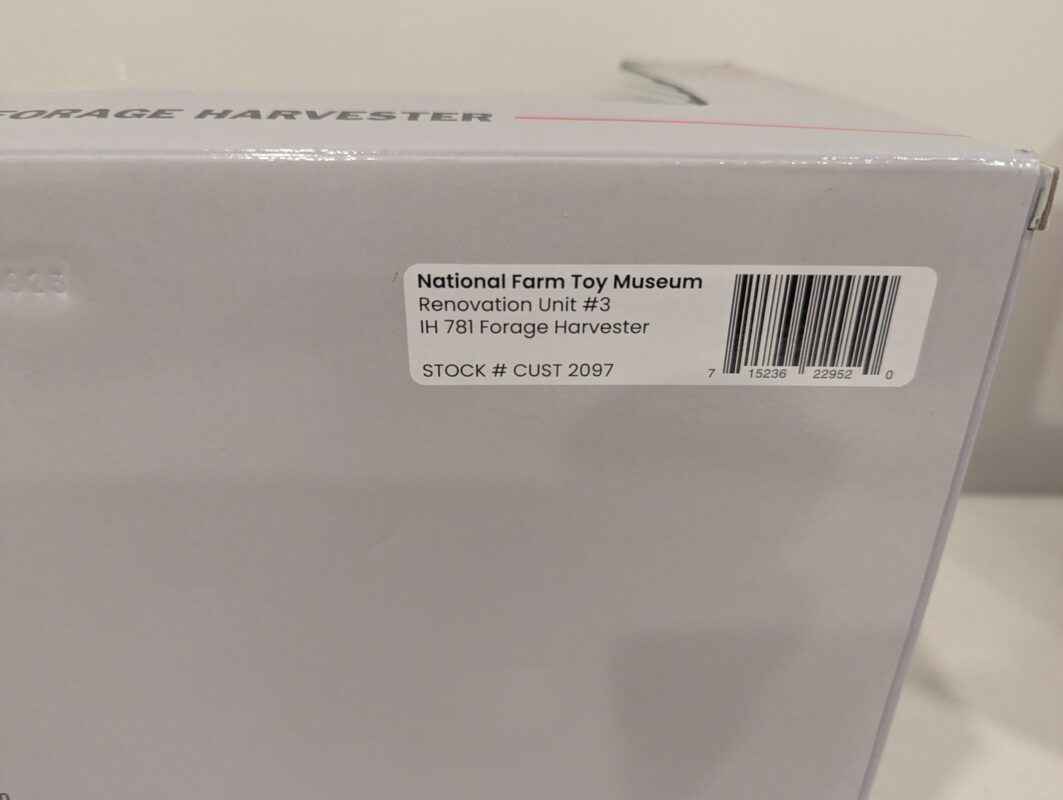 FORAGE HARVESTER
National Farm Toy Museum
Renovation Unit #3
IH 781 Forage Harvester
STOCK # CUST 2097
7 15236 22952 0